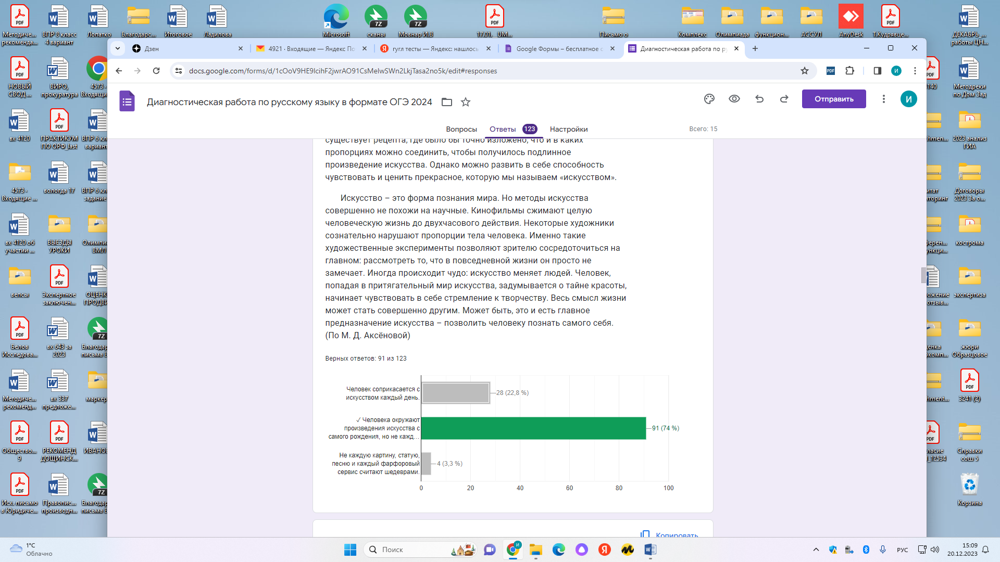 Методиче...
рекоменда...
ВПР 8 класс
4 вариант
Лопатко
Благодарс...
Итоговое
Ладилова
Microsoft
сканы
Мовнар И.В
17.01._UM...
Письмо о
Комплекс
Олимпиада
функцион...
АССУЛ
AnyDesk
Т.Кудрявце...
ДЕКАБРЬ_...
работы ЦН...
Дзен
4921 · Входящие — Яндекс По
гугл тесты — Яндекс: нашлось
Google Формы – бесплатное с
Диагностическая работа по ру
docs.google.com/forms/d/1cOoV9HE9IcihF2jwrAO91CsMelwSWn2LkjTasa2no5k/edit#responses
Диагностическая работа по русскому языку в формате ОГЭ 2024
Отправить
И
Вопросы
Ответы 123
Настройки
Всего: 15
существует рецепта, где было бы точно изложено, что и в каких
пропорциях можно соединить, чтобы получилось подлинное
произведение искусства. Однако можно развить в себе способность
чувствовать и ценить прекрасное, которую мы называем «искусством».
Искусство – это форма познания мира. Но методы искусства
совершенно не похожи на научные. Кинофильмы сжимают целую
человеческую жизнь до двухчасового действия. Некоторые художники
сознательно нарушают пропорции тела человека. Именно такие
художественные эксперименты позволяют зрителю сосредоточиться на
главном: рассмотреть то, что в повседневной жизни он просто не
замечает. Иногда происходит чудо: искусство меняет людей. Человек,
попадая в притягательный мир искусства, задумывается о тайне красоты,
начинает чувствовать в себе стремление к творчеству. Весь смысл жизни
может стать совершенно другим. Может быть, это и есть главное
предназначение искусства – позволить человеку познать самого себя.
(По М. Д. Аксёновой)
Верных ответов: 91 из 123
Человек соприкасается с
искусством каждый день.
28 (22,8 %)
✓ Человека окружают
произведения искусства с
самого рождения, но не кажд…
91 (74 %)
Не каждую картину, статую,
песню и каждый фарфоровый
сервис считают шедеврами.
4 (3,3 %)
0 20 40 60 80 100
Копировать
НОВЫЙ
СВОД ...
ВИРО,
прокуратура
4573 ·
Входящи
вх 4120
ПРАКТИКУМ
ПО ОРФ_last
ВПР 6 кл
вариант
4573 ·
Входящие ...
вологда 17
ВПР 6 кл
задание
вх 4120 об
участии ...
ВЫЕЗДЫ
УРОКИ
Олимпиа
ВМЛ
вепсы
Экспертное
заключен...
ОЦЕНК
ПРОДВИ
Белов
Исследова...
вх 643 за
2023
Благодар
письма В
Методиче...
рекоменд...
вх 337
предложе...
маркер
Общество...
9
РЕКОМЕНД
ДОЩИНСК...
ИВАНОВ
Исх. письмо
в Юридиче...
Правопис...
производн...
Благодар
письма В
140
Методреки
по Дом Зад
hmen...
2023 анализ
ГИА
итат
иторинг
Договоры
2023 За о...
ферен...
ункци...
кострома
ложение
отзыв...
экспертиза
ценка
окомп...
жюри
Образцовое
hment...
3241 (2)
ласие
_12534
Справки
сош 5
Корзина
1°C
Облачно
Поиск
РУС
15:09
20.12.2023